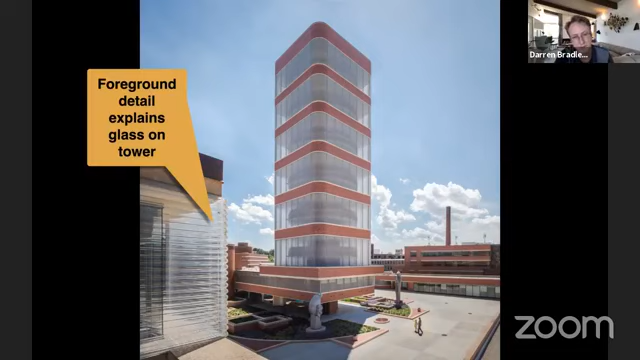 Darren Bradle...
Foreground
detail
explains
glass on
tower
zoom